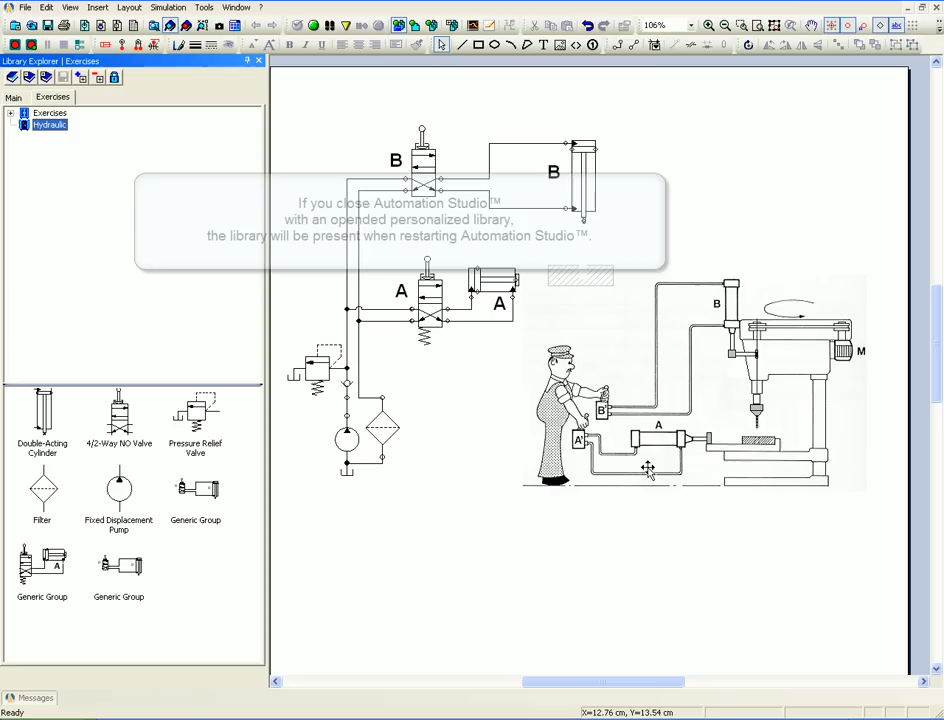 File Edit View Insert Layout Simulation Tools Window ?
106%
Library Explorer | Exercises
Main Exercises
Exercises
Hydraulic
B
B
If you close Automation Studio™
with an opended personalized library,
the library will be present when restarting Automation Studio™.
A
A
B
M
B'
A
A'
Double-Acting Cylinder
4/2-Way NO Valve
Pressure Relief Valve
Filter
Fixed Displacement Pump
Generic Group
A
Generic Group
Generic Group
Messages
Ready
X=12.76 cm, Y=13.54 cm